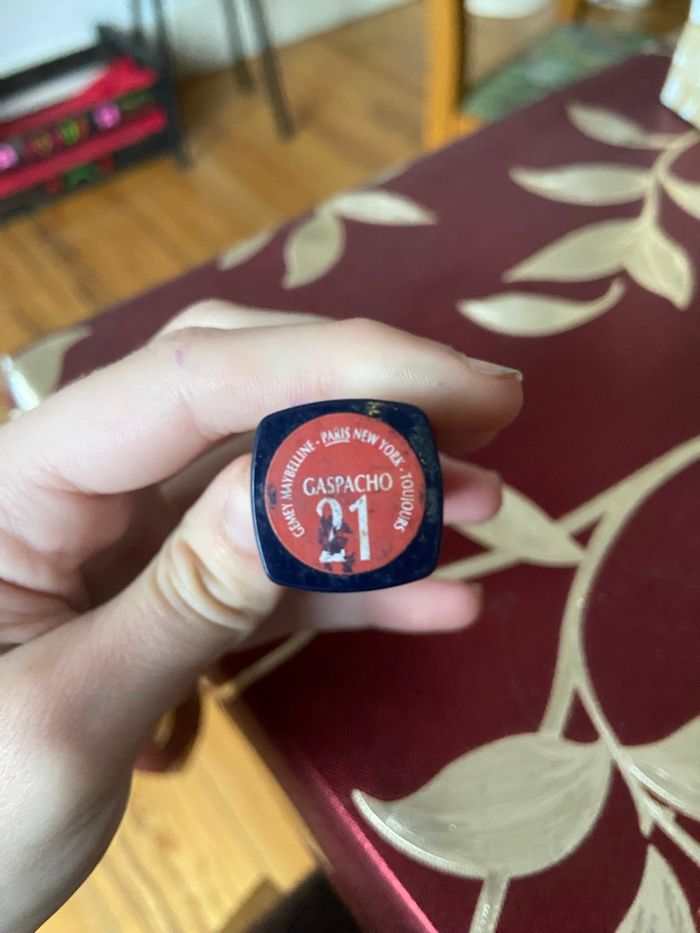 GEMEY MAYBELLINE - PARIS NEW YORK - TOUJOURS
GASPACHO
21